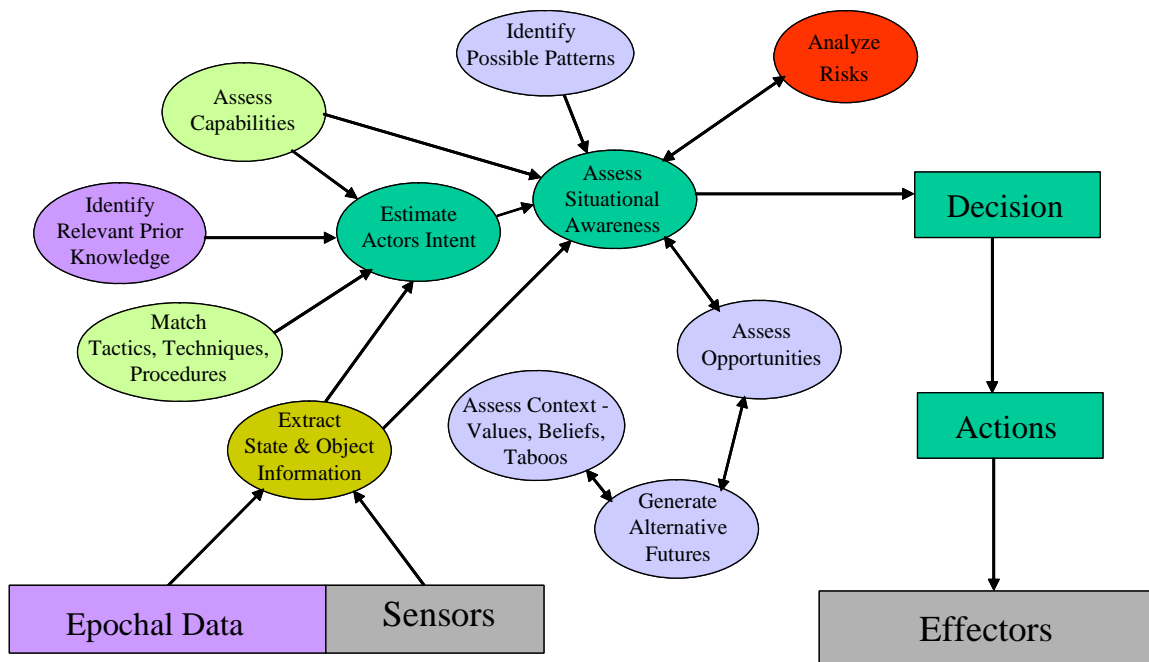 Identify
Possible Patterns
Analyze
Risks
Assess
Capabilities
Assess
Situational
Awareness
Identify
Relevant Prior
Knowledge
Estimate
Actors Intent
Decision
Match
Tactics, Techniques,
Procedures
Assess
Opportunities
Extract
State & Object
Information
Assess Context -
Values, Beliefs,
Taboos
Actions
Generate
Alternative
Futures
Epochal Data
Sensors
Effectors